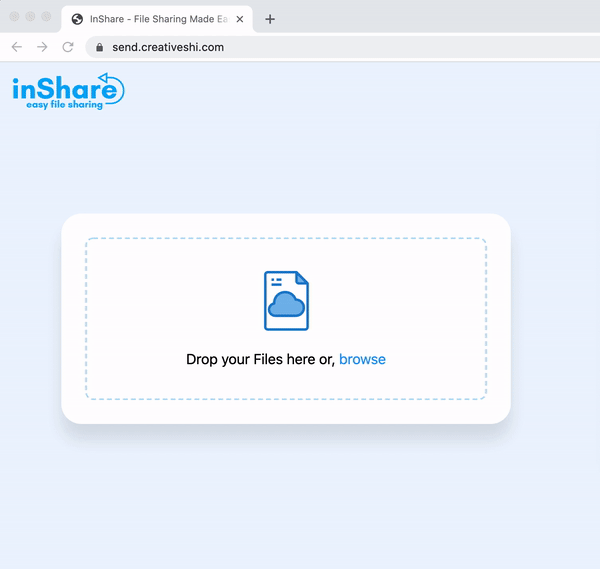 InShare - File Sharing Made Ea
send.creativeshi.com
inShare
easy file sharing
Drop your Files here or, browse